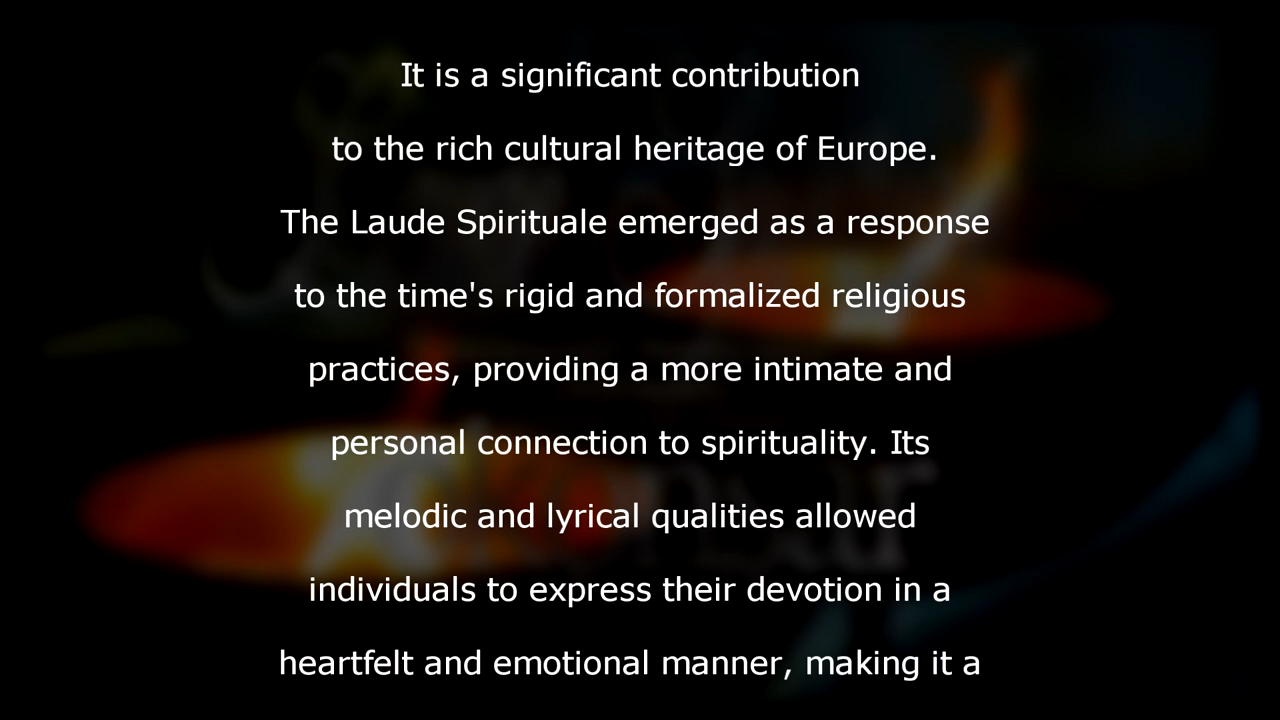 It is a significant contribution
to the rich cultural heritage of Europe.
The Laude Spirituale emerged as a response
to the time's rigid and formalized religious
practices, providing a more intimate and
personal connection to spirituality. Its
melodic and lyrical qualities allowed
individuals to express their devotion in a
heartfelt and emotional manner, making it a